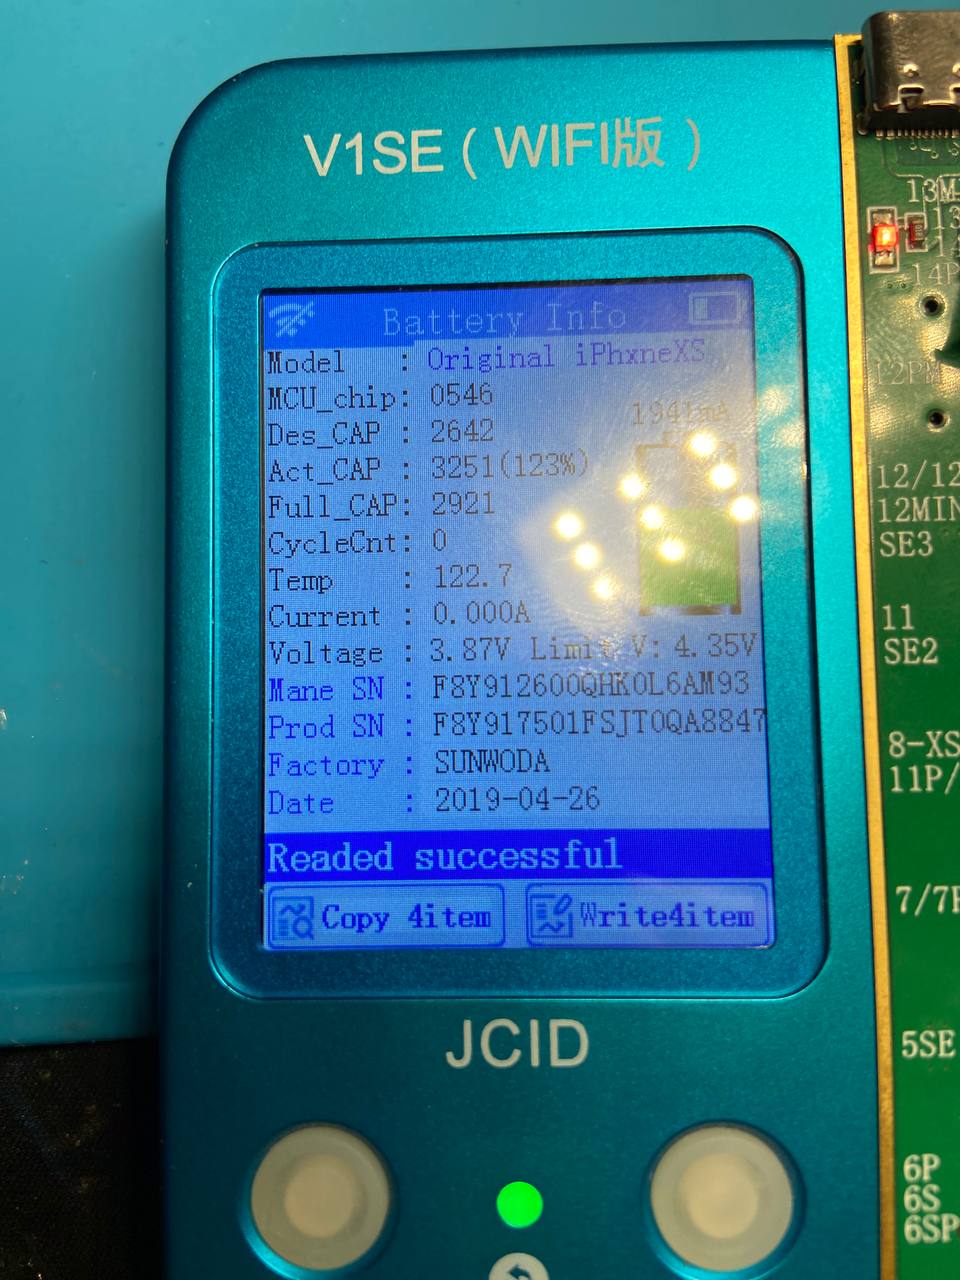 V1SE ( WIFI版 )
Battery Info
Model : Original iPhxneXS
MCU_chip: 0546
Des_CAP : 2642
1941mA
Act_CAP : 3251(123%)
Full_CAP: 2921
CycleCnt: 0
Temp : 122.7
Current : 0.000A
Voltage : 3.87V Limit V: 4.35V
Mane SN : F8Y912600QHK0L6AM93
Prod SN : F8Y917501FSJT0QA8847
Factory : SUNWODA
Date : 2019-04-26
Readed successful
Copy 4item
Write4item
JCID
12/12
12MIN
SE3
11
SE2
8-XS
11P/
7/7P
5SE
6P
6S
6SP